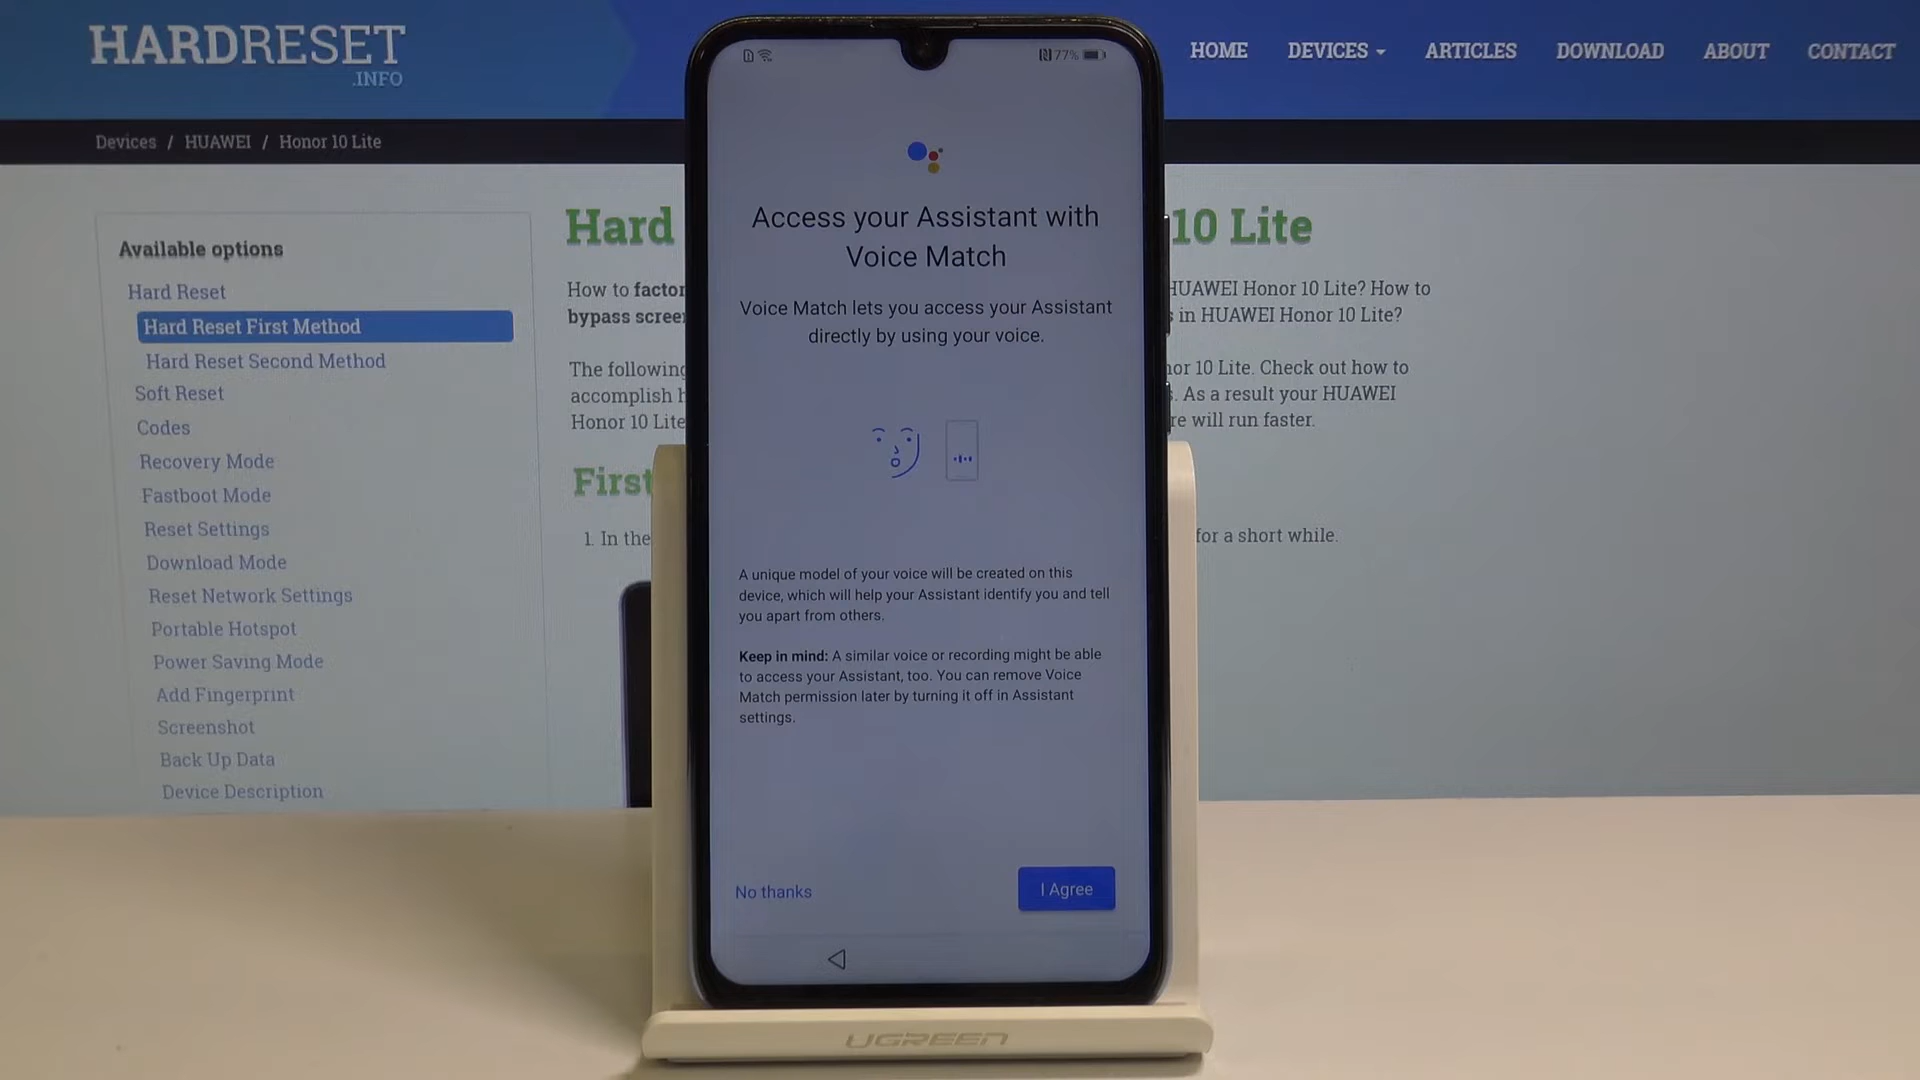 HARDRESET
.INFO
HOME DEVICES ARTICLES DOWNLOAD ABOUT CONTACT
Devices / HUAWEI / Honor 10 Lite
Available options
Hard Reset
Hard Reset First Method
Hard Reset Second Method
Soft Reset
Codes
Recovery Mode
Fastboot Mode
Reset Settings
Download Mode
Reset Network Settings
Portable Hotspot
Power Saving Mode
Add Fingerprint
Screenshot
Back Up Data
Device Description
Hard 10 Lite
How to factor HUAWEI Honor 10 Lite? How to
bypass screen in HUAWEI Honor 10 Lite?
The following or 10 Lite. Check out how to
accomplish h . As a result your HUAWEI
Honor 10 Lite re will run faster.
First
1. In the for a short while.
77%
Access your Assistant with
Voice Match
Voice Match lets you access your Assistant
directly by using your voice.
A unique model of your voice will be created on this
device, which will help your Assistant identify you and tell
you apart from others.
Keep in mind: A similar voice or recording might be able
to access your Assistant, too. You can remove Voice
Match permission later by turning it off in Assistant
settings.
No thanks
I Agree
UGREEN